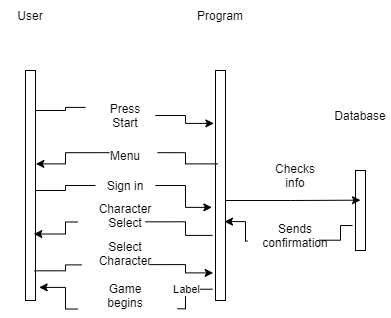 User
Program
Database
Press
Start
Menu
Checks
info
Sign in
Character
Select
Sends
confirmation
Select
Character
Game
begins
Label